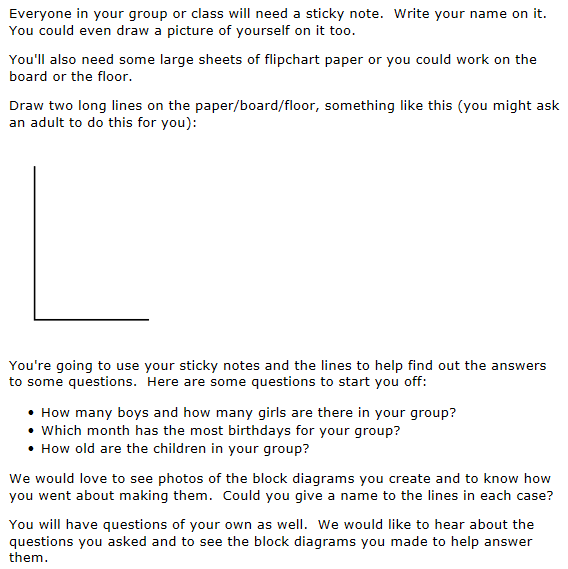 Everyone in your group or class will need a sticky note.  Write your name on it.
You could even draw a picture of yourself on it too.
You'll also need some large sheets of flipchart paper or you could work on the
board or the floor.
Draw two long lines on the paper/board/floor, something like this (you might ask
an adult to do this for you):
You're going to use your sticky notes and the lines to help find out the answers
to some questions.  Here are some questions to start you off:
• How many boys and how many girls are there in your group?
• Which month has the most birthdays for your group?
• How old are the children in your group?
We would love to see photos of the block diagrams you create and to know how
you went about making them.  Could you give a name to the lines in each case?
You will have questions of your own as well.  We would like to hear about the
questions you asked and to see the block diagrams you made to help answer
them.